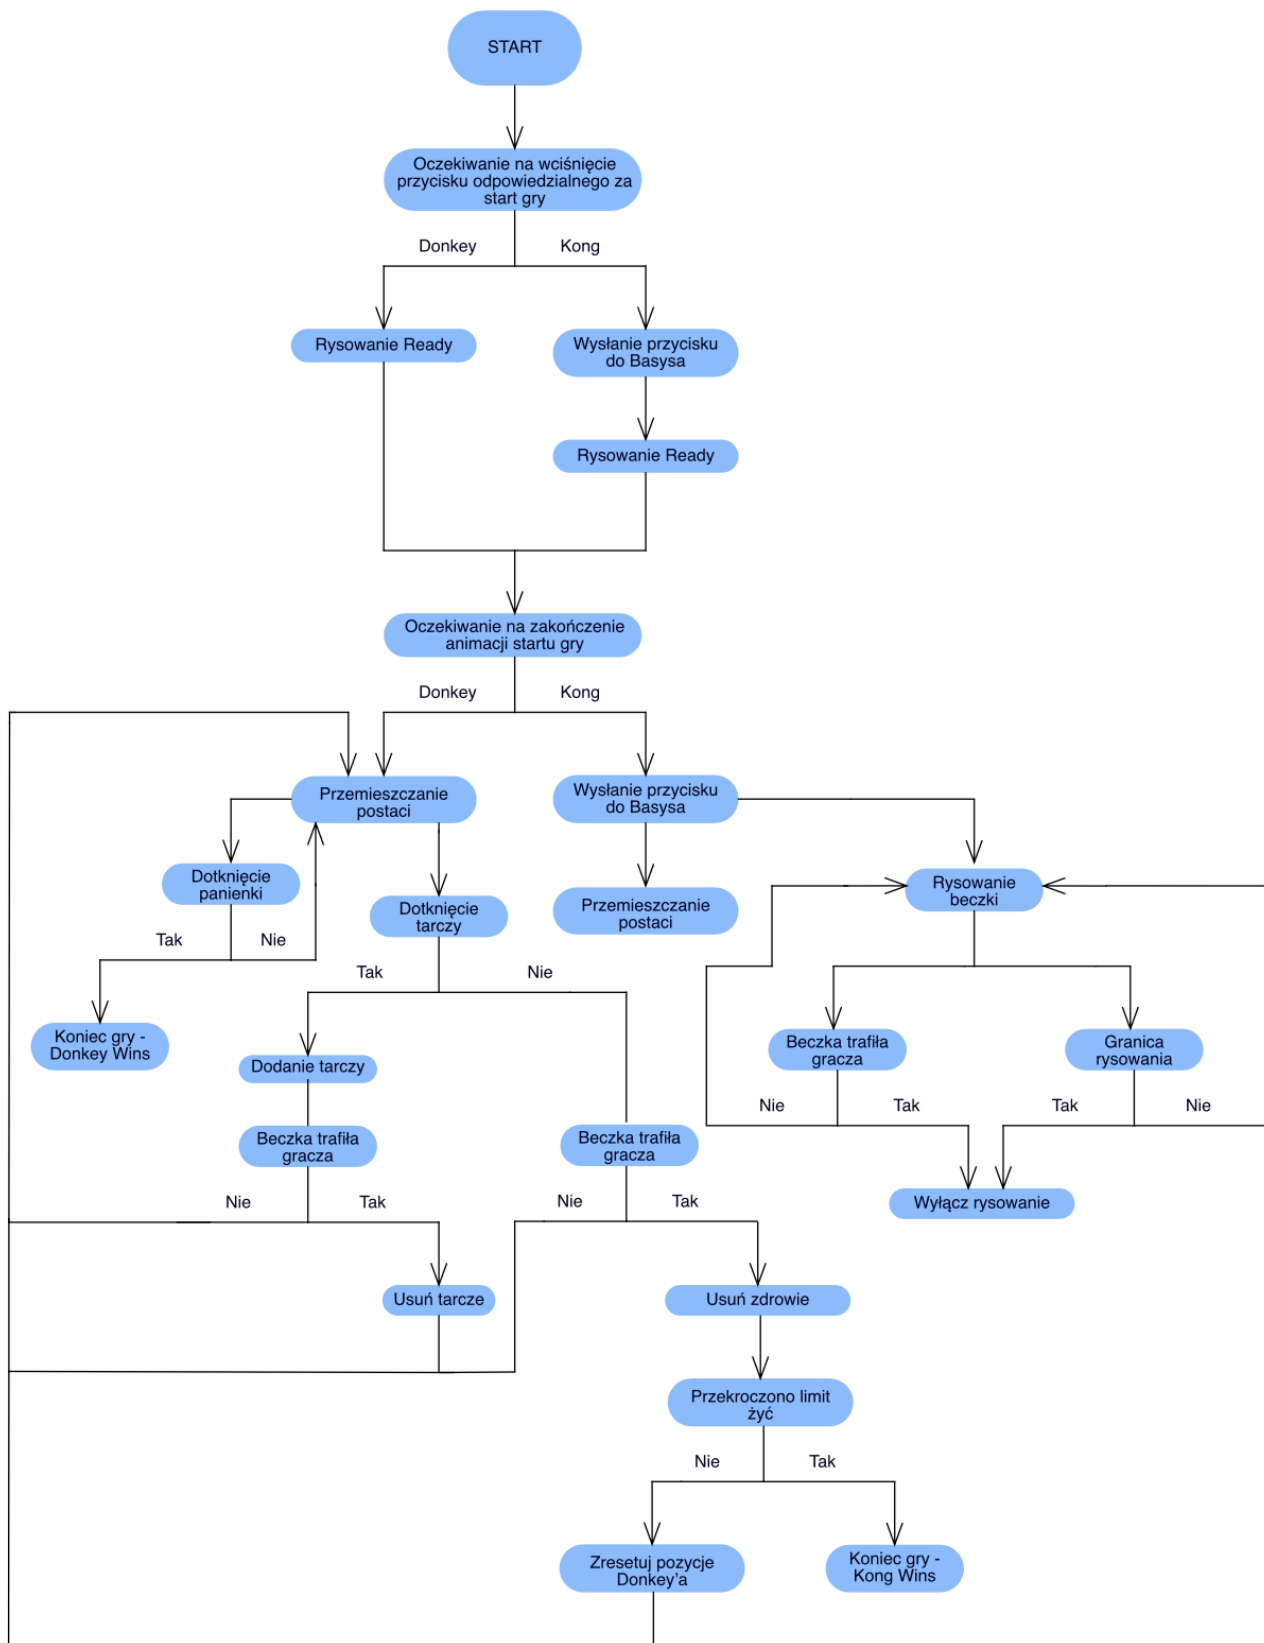 START
Oczekiwanie na wciśnięcie
przycisku odpowiedzialnego za
start gry
Donkey
Kong
Rysowanie Ready
Wysłanie przycisku
do Basysa
Rysowanie Ready
Oczekiwanie na zakończenie
animacji startu gry
Donkey
Kong
Przemieszczanie
postaci
Wysłanie przycisku
do Basysa
Dotknięcie
panienki
Dotknięcie
tarczy
Przemieszczanie
postaci
Rysowanie
beczki
Tak
Nie
Tak
Nie
Koniec gry -
Donkey Wins
Dodanie tarczy
Beczka trafiła
gracza
Granica
rysowania
Nie
Tak
Tak
Nie
Beczka trafiła
gracza
Beczka trafiła
gracza
Wyłącz rysowanie
Nie
Tak
Nie
Tak
Usuń tarcze
Usuń zdrowie
Przekroczono limit
żyć
Nie
Tak
Zresetuj pozycje
Donkey’a
Koniec gry -
Kong Wins